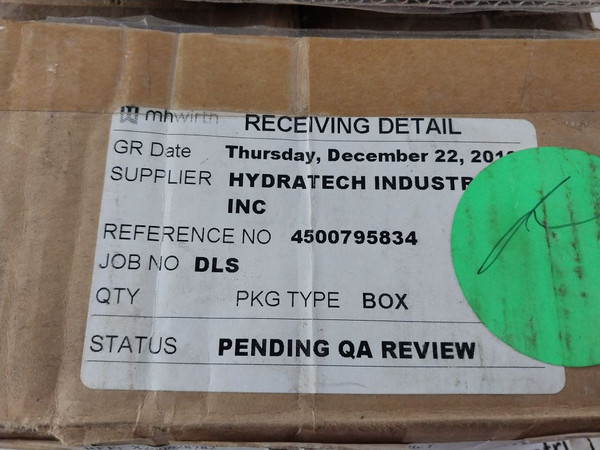 mhwirth RECEIVING DETAIL
GR Date Thursday, December 22,
SUPPLIER HYDRATECH
INC
REFERENCE NO 4500795834
JOB NO DLS
QTY PKG TYPE BOX
STATUS PENDING QA REVIEW